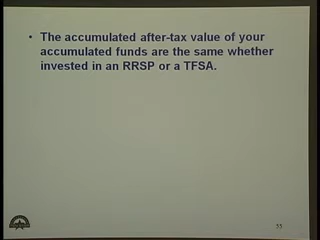 • The accumulated after-tax value of your
accumulated funds are the same whether
invested in an RRSP or a TFSA.